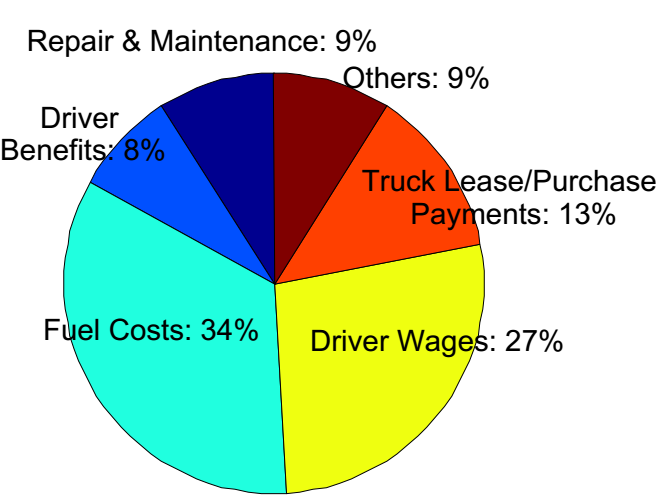 Repair & Maintenance: 9%
Others: 9%
Driver
Benefits: 8%
Truck Lease/Purchase
Payments: 13%
Fuel Costs: 34%
Driver Wages: 27%